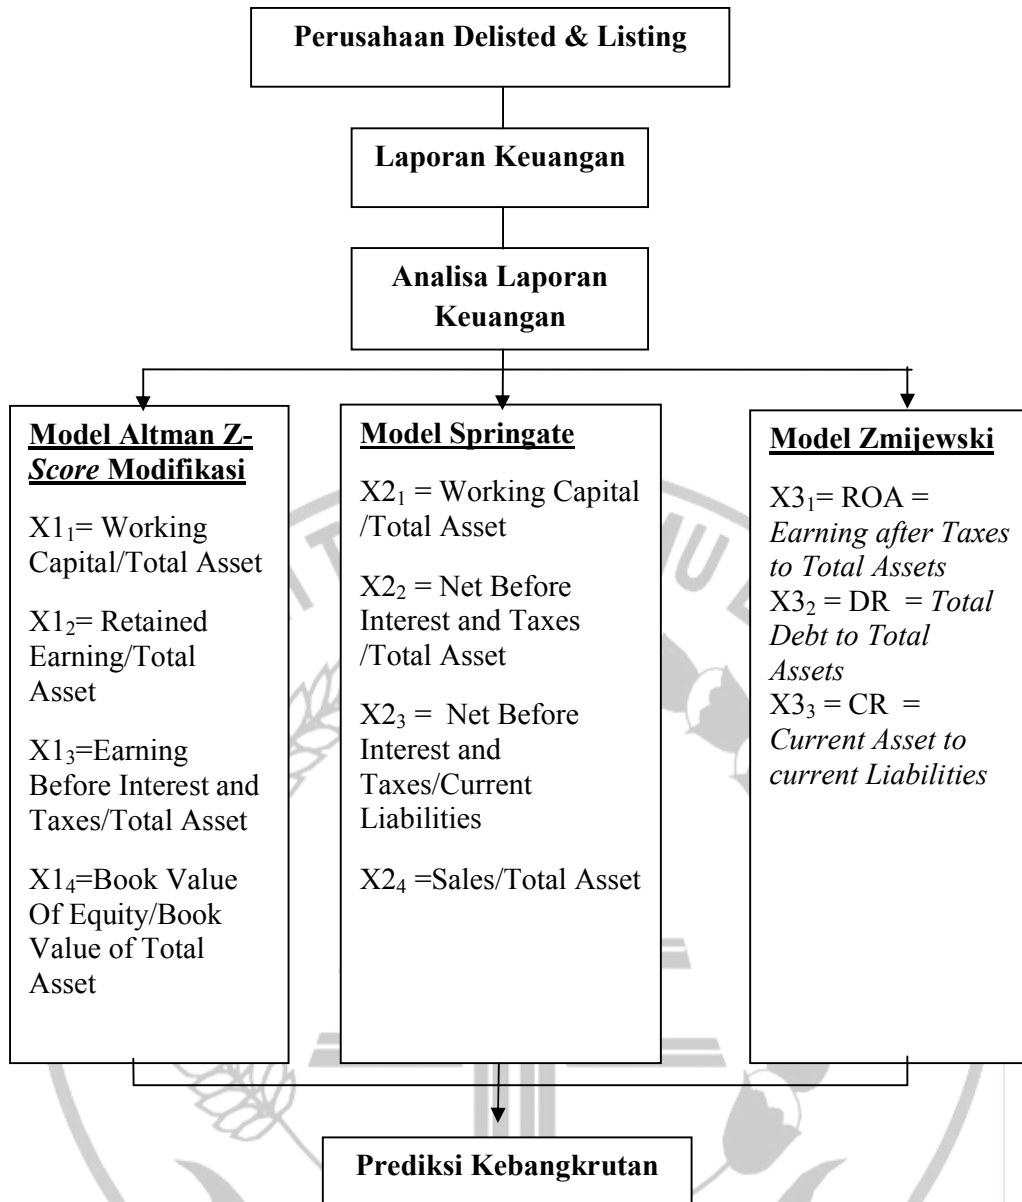 Perusahaan Delisted & Listing
Laporan Keuangan
Analisa Laporan
Keuangan
Model Altman Z-
Score Modifikasi
X1₁= Working
Capital/Total Asset
X1₂= Retained
Earning/Total
Asset
X1₃=Earning
Before Interest and
Taxes/Total Asset
X1₄=Book Value
Of Equity/Book
Value of Total
Asset
Model Springate
X2₁ = Working Capital
/Total Asset
X2₂ = Net Before
Interest and Taxes
/Total Asset
X2₃ = Net Before
Interest and
Taxes/Current
Liabilities
X2₄ =Sales/Total Asset
Model Zmijewski
X3₁= ROA =
Earning after Taxes
to Total Assets
X3₂ = DR = Total
Debt to Total
Assets
X3₃ = CR =
Current Asset to
current Liabilities
Prediksi Kebangkrutan